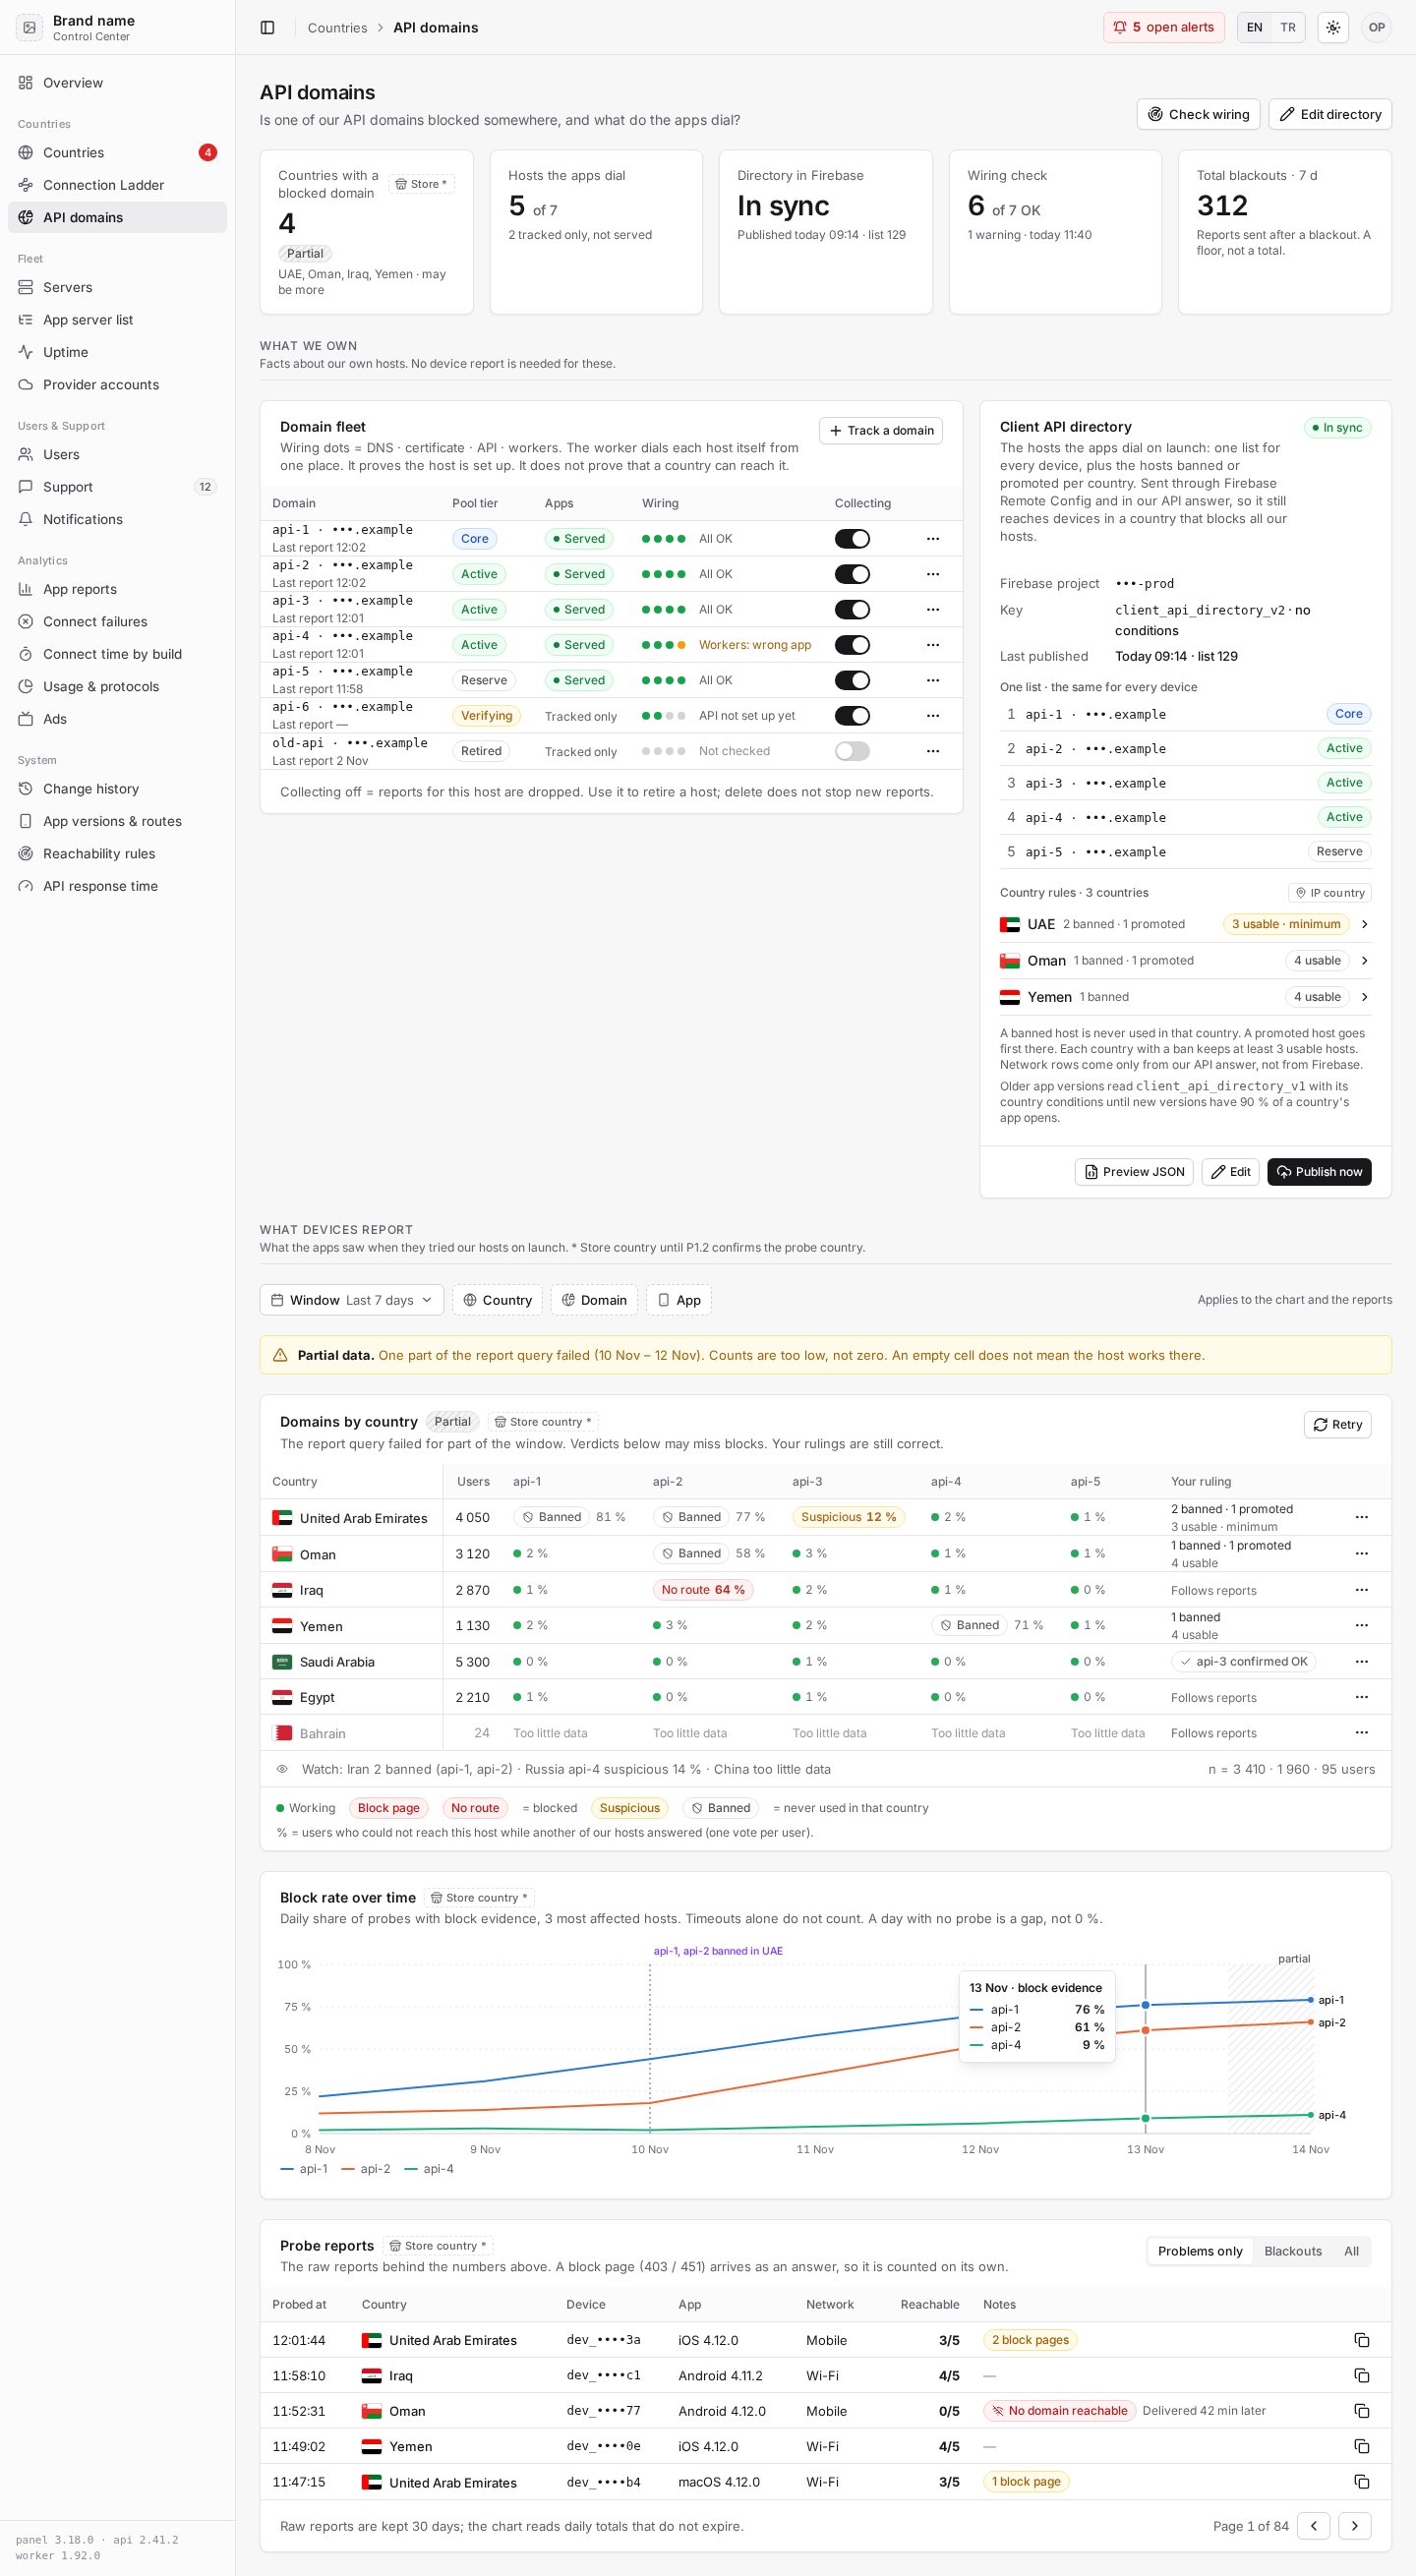 Brand name
Control Center
Overview
Countries
Countries 4
Connection Ladder
API domains
Fleet
Servers
App server list
Uptime
Provider accounts
Users & Support
Users
Support 12
Notifications
Analytics
App reports
Connect failures
Connect time by build
Usage & protocols
Ads
System
Change history
App versions & routes
Reachability rules
API response time
panel 3.18.0 · api 2.41.2
worker 1.92.0
Countries > API domains
5 open alerts
EN TR
OP
API domains
Is one of our API domains blocked somewhere, and what do the apps dial?
Check wiring
Edit directory
Countries with a blocked domain
Store *
4
Partial
UAE, Oman, Iraq, Yemen · may be more
Hosts the apps dial
5 of 7
2 tracked only, not served
Directory in Firebase
In sync
Published today 09:14 · list 129
Wiring check
6 of 7 OK
1 warning · today 11:40
Total blackouts · 7 d
312
Reports sent after a blackout. A floor, not a total.
WHAT WE OWN
Facts about our own hosts. No device report is needed for these.
Domain fleet
Wiring dots = DNS · certificate · API · workers. The worker dials each host itself from
one place. It proves the host is set up. It does not prove that a country can reach it.
Track a domain
Domain Pool tier Apps Wiring Collecting
api-1 · •••.example Core Served All OK
Last report 12:02
api-2 · •••.example Active Served All OK
Last report 12:02
api-3 · •••.example Active Served All OK
Last report 12:01
api-4 · •••.example Active Served Workers: wrong app
Last report 12:01
api-5 · •••.example Reserve Served All OK
Last report 11:58
api-6 · •••.example Verifying Tracked only API not set up yet
Last report —
old-api · •••.example Retired Tracked only Not checked
Last report 2 Nov
Collecting off = reports for this host are dropped. Use it to retire a host; delete does not stop new reports.
Client API directory
In sync
The hosts the apps dial on launch: one list for
every device, plus the hosts banned or
promoted per country. Sent through Firebase
Remote Config and in our API answer, so it still
reaches devices in a country that blocks all our
hosts.
Firebase project •••-prod
Key client_api_directory_v2 · no
conditions
Last published Today 09:14 · list 129
One list · the same for every device
1 api-1 · •••.example Core
2 api-2 · •••.example Active
3 api-3 · •••.example Active
4 api-4 · •••.example Active
5 api-5 · •••.example Reserve
Country rules · 3 countries IP country
UAE 2 banned · 1 promoted 3 usable · minimum
Oman 1 banned · 1 promoted 4 usable
Yemen 1 banned 4 usable
A banned host is never used in that country. A promoted host goes
first there. Each country with a ban keeps at least 3 usable hosts.
Network rows come only from our API answer, not from Firebase.
Older app versions read client_api_directory_v1 with its
country conditions until new versions have 90 % of a country's
app opens.
Preview JSON Edit Publish now
WHAT DEVICES REPORT
What the apps saw when they tried our hosts on launch. * Store country until P1.2 confirms the probe country.
Window Last 7 days Country Domain App
Applies to the chart and the reports
Partial data. One part of the report query failed (10 Nov – 12 Nov). Counts are too low, not zero. An empty cell does not mean the host works there.
Domains by country Partial Store country *
The report query failed for part of the window. Verdicts below may miss blocks. Your rulings are still correct.
Retry
Country Users api-1 api-2 api-3 api-4 api-5 Your ruling
United Arab Emirates 4 050 Banned 81 % Banned 77 % Suspicious 12 % 2 % 1 % 2 banned · 1 promoted
3 usable · minimum
Oman 3 120 2 % Banned 58 % 3 % 1 % 1 % 1 banned · 1 promoted
4 usable
Iraq 2 870 1 % No route 64 % 2 % 1 % 0 % Follows reports
Yemen 1 130 2 % 3 % 2 % Banned 71 % 1 % 1 banned
4 usable
Saudi Arabia 5 300 0 % 0 % 1 % 0 % 0 % api-3 confirmed OK
Egypt 2 210 1 % 0 % 1 % 0 % 0 % Follows reports
Bahrain 24 Too little data Too little data Too little data Too little data Too little data Follows reports
Watch: Iran 2 banned (api-1, api-2) · Russia api-4 suspicious 14 % · China too little data
n = 3 410 · 1 960 · 95 users
Working Block page No route = blocked Suspicious Banned = never used in that country
% = users who could not reach this host while another of our hosts answered (one vote per user).
Block rate over time Store country *
Daily share of probes with block evidence, 3 most affected hosts. Timeouts alone do not count. A day with no probe is a gap, not 0 %.
api-1, api-2 banned in UAE
partial
100 %
75 %
50 %
25 %
0 %
13 Nov · block evidence
api-1 76 %
api-2 61 %
api-4 9 %
api-1
api-2
api-4
8 Nov 9 Nov 10 Nov 11 Nov 12 Nov 13 Nov 14 Nov
api-1 api-2 api-4
Probe reports Store country *
The raw reports behind the numbers above. A block page (403 / 451) arrives as an answer, so it is counted on its own.
Problems only Blackouts All
Probed at Country Device App Network Reachable Notes
12:01:44 United Arab Emirates dev_••••3a iOS 4.12.0 Mobile 3/5 2 block pages
11:58:10 Iraq dev_••••c1 Android 4.11.2 Wi-Fi 4/5 —
11:52:31 Oman dev_••••77 Android 4.12.0 Mobile 0/5 No domain reachable Delivered 42 min later
11:49:02 Yemen dev_••••0e iOS 4.12.0 Wi-Fi 4/5 —
11:47:15 United Arab Emirates dev_••••b4 macOS 4.12.0 Wi-Fi 3/5 1 block page
Raw reports are kept 30 days; the chart reads daily totals that do not expire.
Page 1 of 84